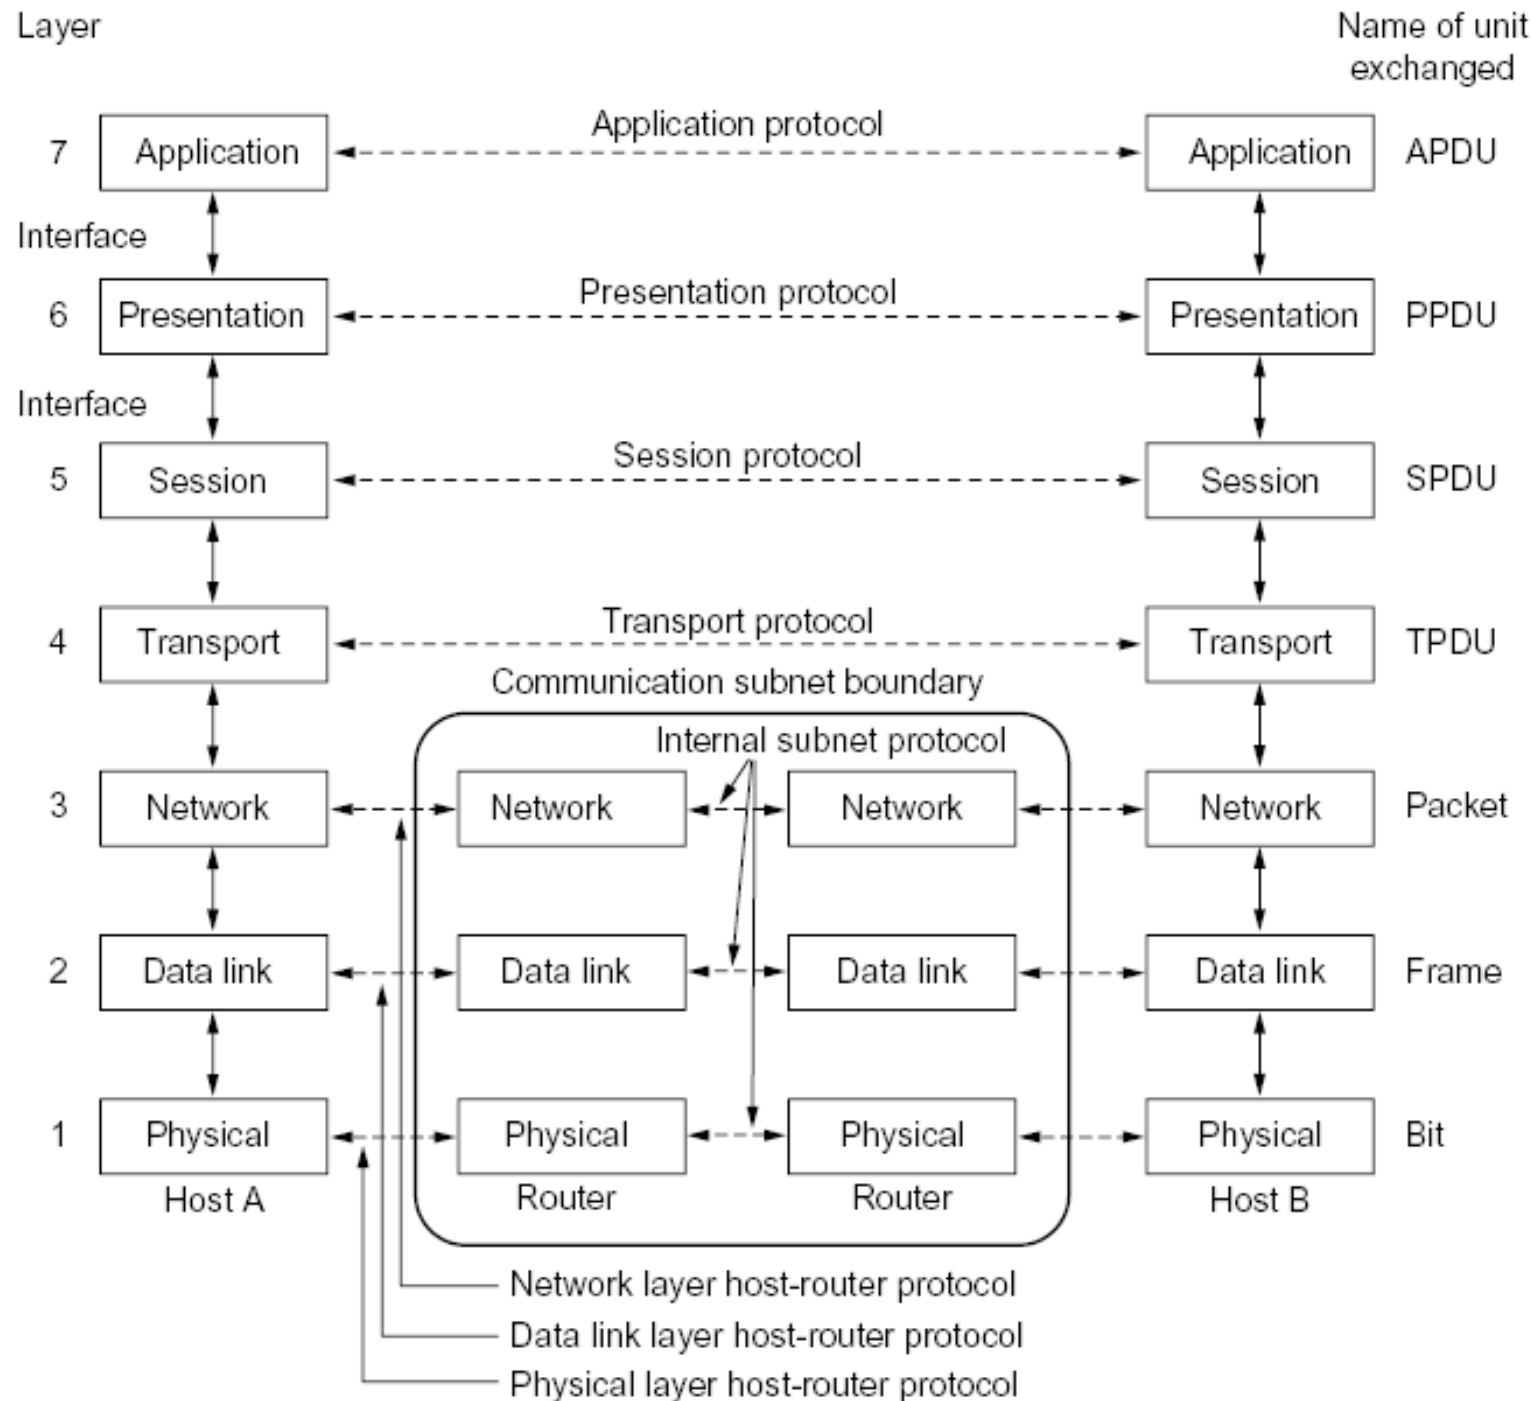 Layer
Name of unit
exchanged
Application protocol
7
Application
Application
APDU
Interface
Presentation protocol
6
Presentation
Presentation
PPDU
Interface
Session protocol
5
Session
Session
SPDU
Transport protocol
4
Transport
Transport
TPDU
Communication subnet boundary
Internal subnet protocol
3
Network
Network
Network
Network
Packet
2
Data link
Data link
Data link
Data link
Frame
1
Physical
Physical
Physical
Physical
Bit
Host A
Router
Router
Host B
Network layer host-router protocol
Data link layer host-router protocol
Physical layer host-router protocol